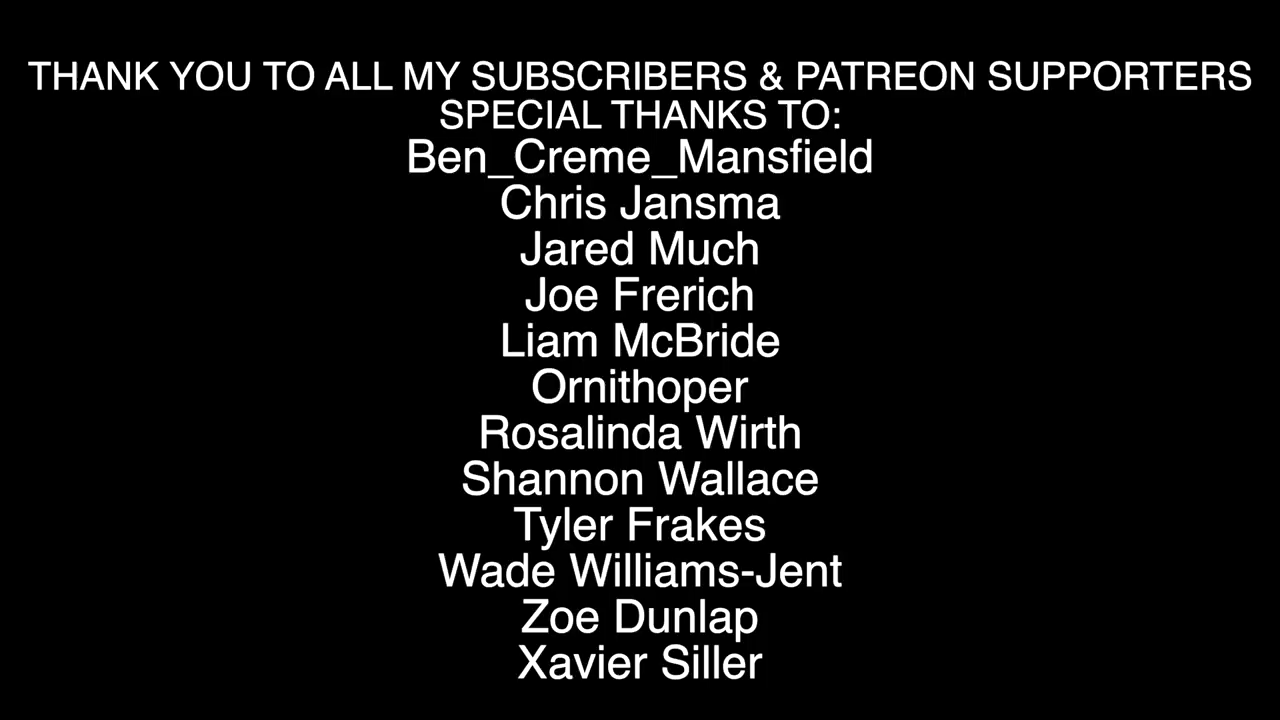 THANK YOU TO ALL MY SUBSCRIBERS & PATREON SUPPORTERS
SPECIAL THANKS TO:
Ben_Creme_Mansfield
Chris Jansma
Jared Much
Joe Frerich
Liam McBride
Ornithoper
Rosalinda Wirth
Shannon Wallace
Tyler Frakes
Wade Williams-Jent
Zoe Dunlap
Xavier Siller